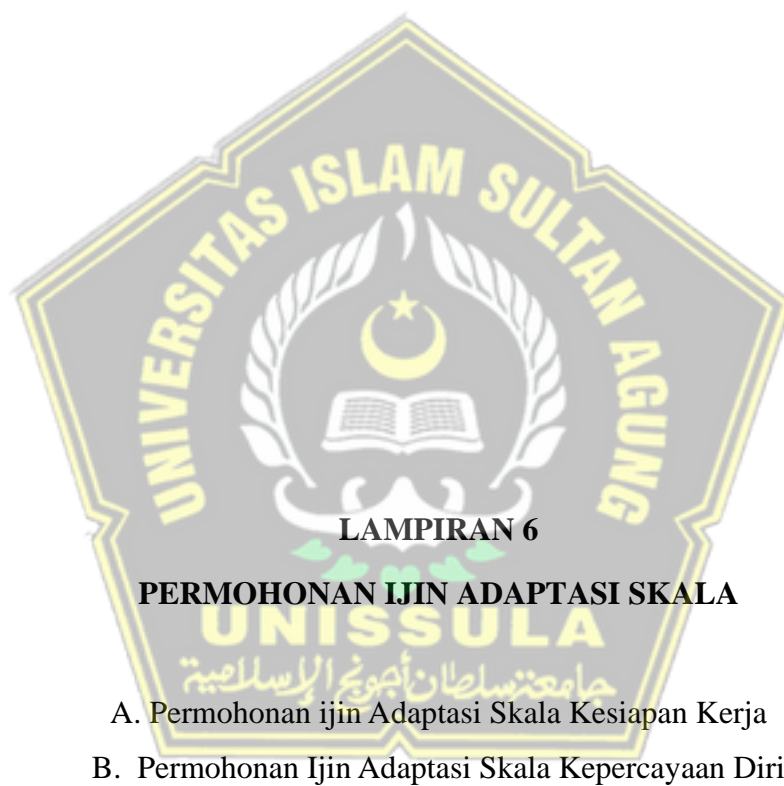 UNIVERSITAS ISLAM SULTAN AGUNG
LAMPIRAN 6
PERMOHONAN IJIN ADAPTASI SKALA
UNISSULA
جامعة سلطان أجونج الإسلامية
A. Permohonan ijin Adaptasi Skala Kesiapan Kerja
B. Permohonan Ijin Adaptasi Skala Kepercayaan Diri